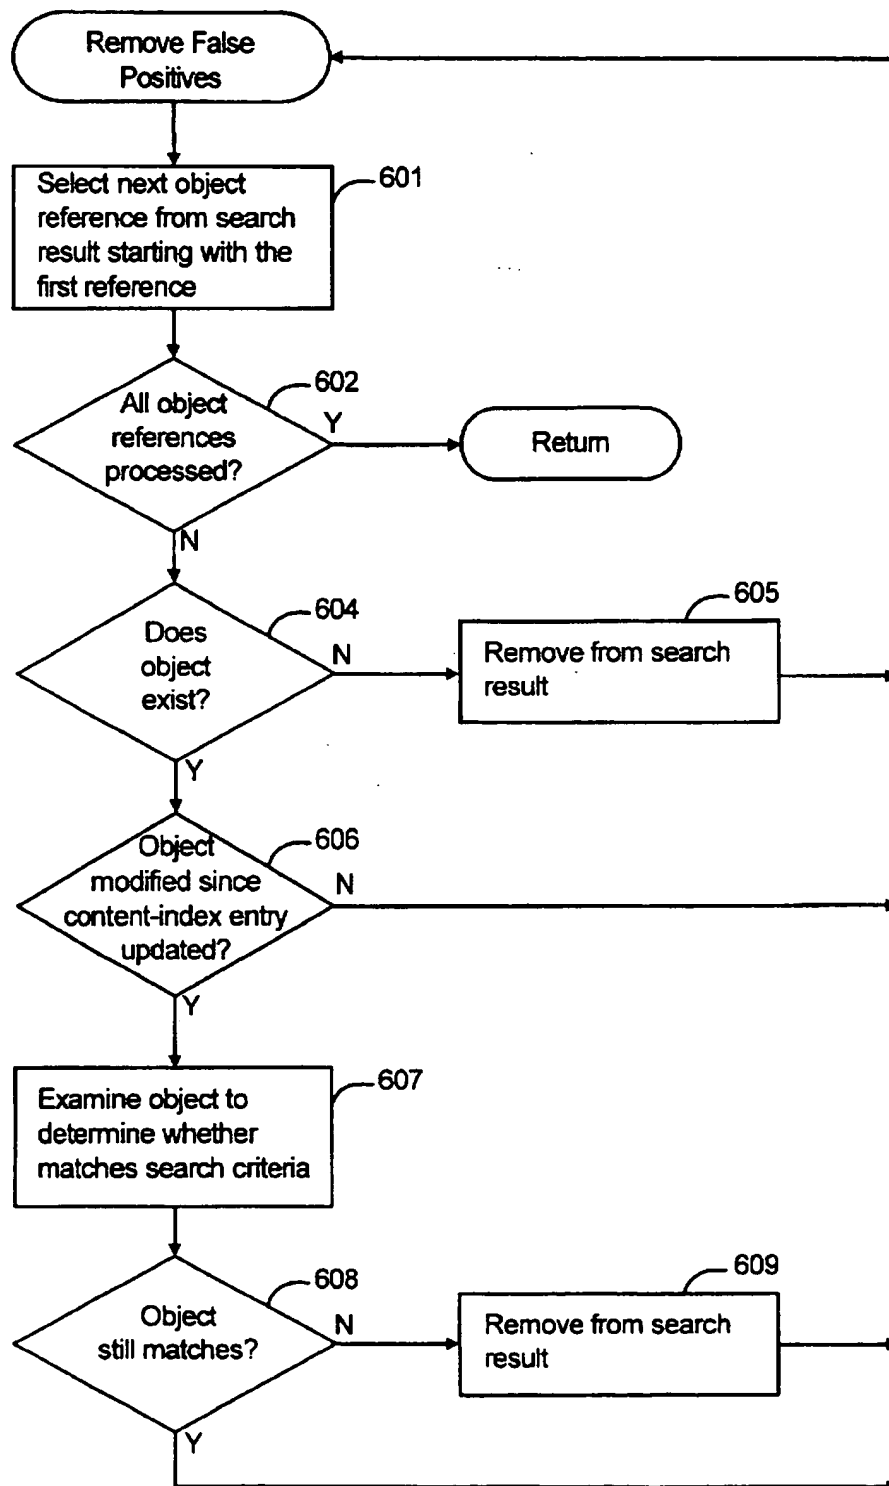 Remove False
Positives
601
Select next object
reference from search
result starting with the
first reference
602
All object
references
processed?
Y
Return
N
604
Does
object
exist?
N
605
Remove from search
result
Y
606
Object
modified since
content-index entry
updated?
N
Y
607
Examine object to
determine whether
matches search criteria
608
Object
still matches?
N
609
Remove from search
result
Y